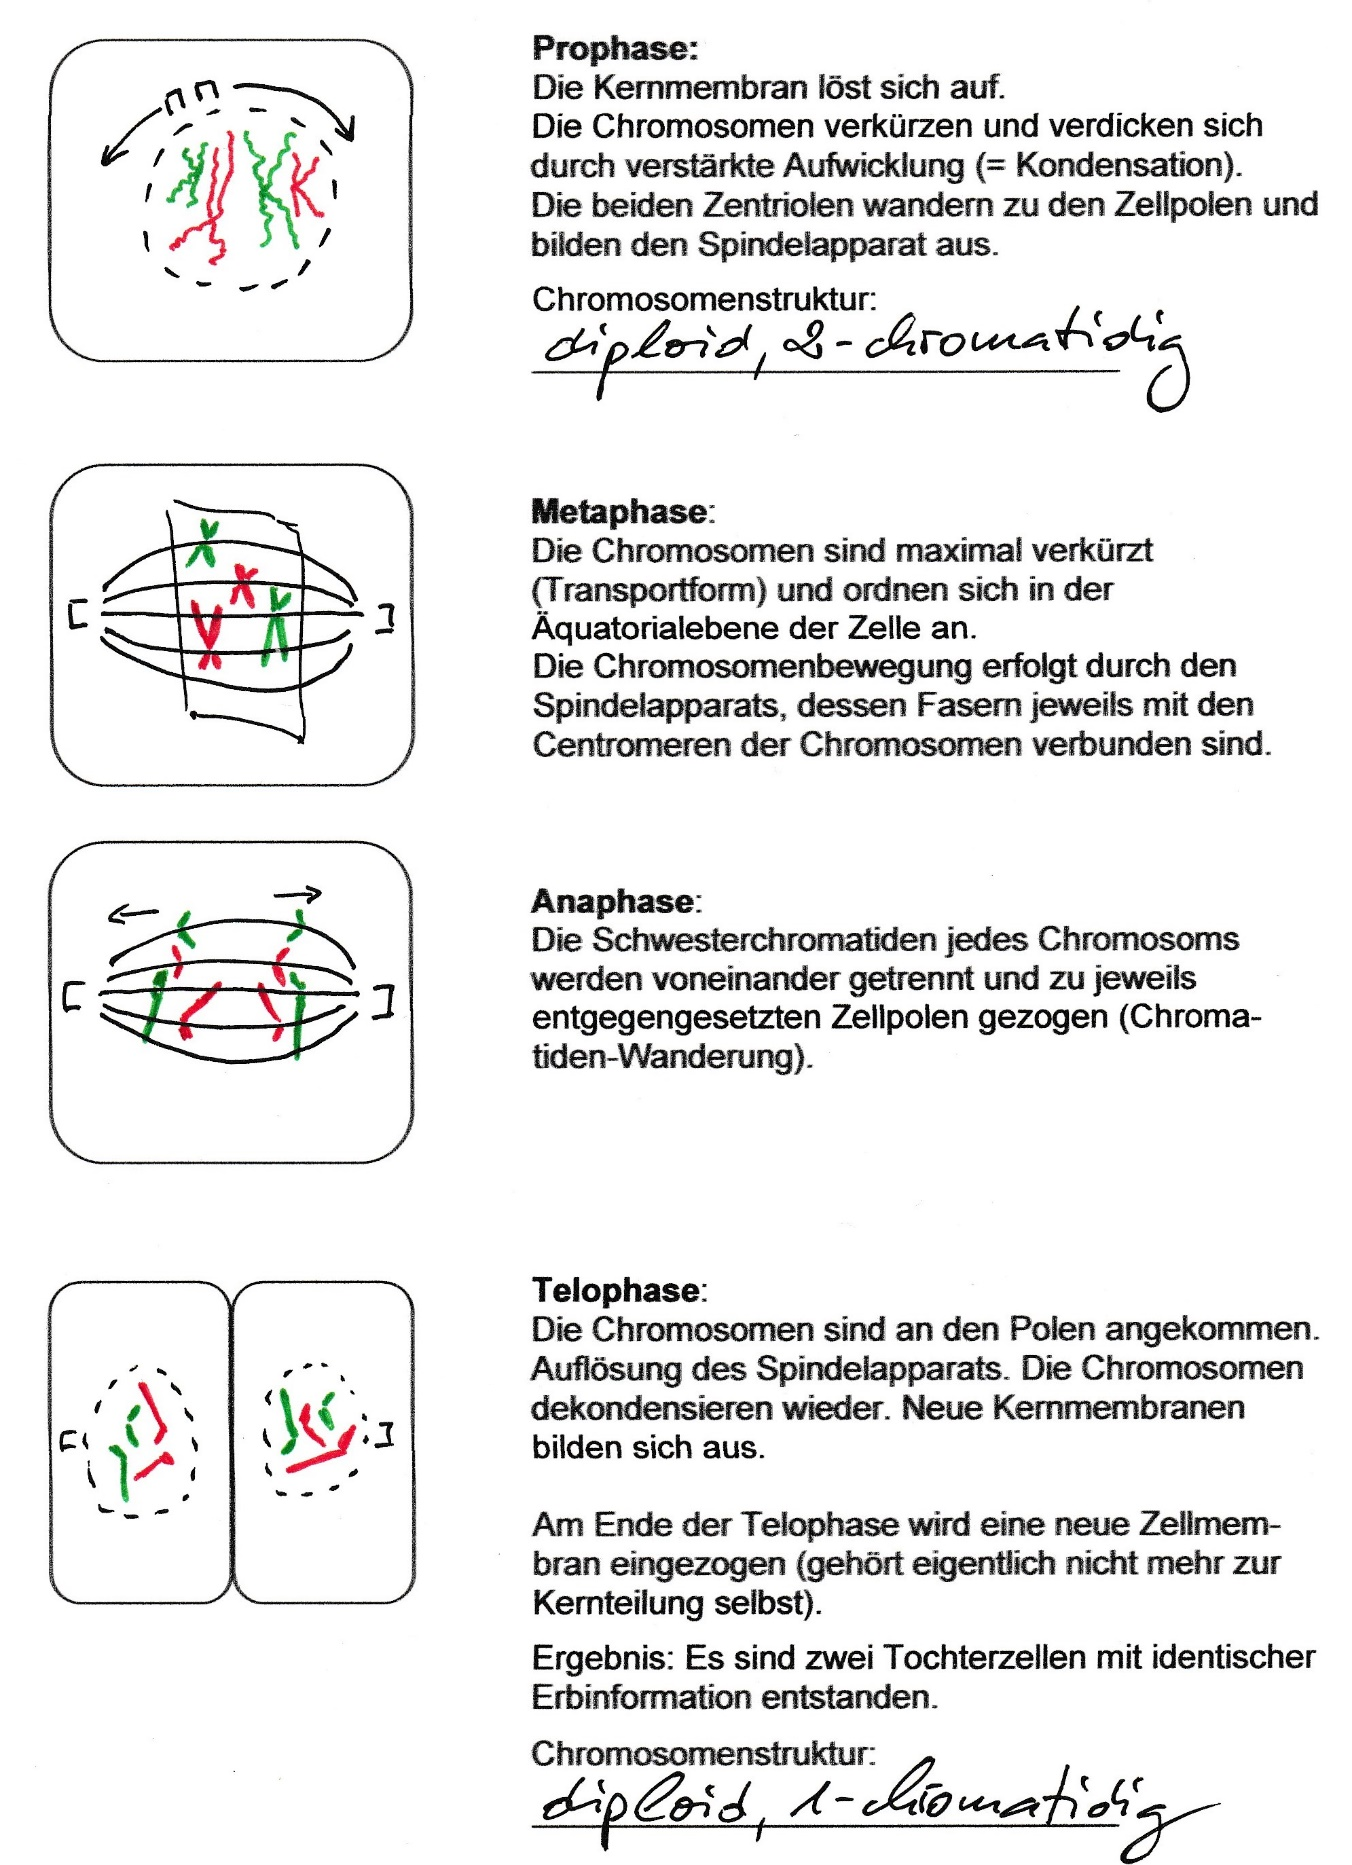 Prophase:
Die Kernmembran löst sich auf.
Die Chromosomen verkürzen und verdicken sich
durch verstärkte Aufwicklung (= Kondensation).
Die beiden Zentriolen wandern zu den Zellpolen und
bilden den Spindelapparat aus.
Chromosomenstruktur:
diploid, 2-chromatidig
Metaphase:
Die Chromosomen sind maximal verkürzt
(Transportform) und ordnen sich in der
Äquatorialebene der Zelle an.
Die Chromosomenbewegung erfolgt durch den
Spindelapparats, dessen Fasern jeweils mit den
Centromeren der Chromosomen verbunden sind.
Anaphase:
Die Schwesterchromatiden jedes Chromosoms
werden voneinander getrennt und zu jeweils
entgegengesetzten Zellpolen gezogen (Chroma-
tiden-Wanderung).
Telophase:
Die Chromosomen sind an den Polen angekommen.
Auflösung des Spindelapparats. Die Chromosomen
dekondensieren wieder. Neue Kernmembranen
bilden sich aus.
Am Ende der Telophase wird eine neue Zellmem-
bran eingezogen (gehört eigentlich nicht mehr zur
Kernteilung selbst).
Ergebnis: Es sind zwei Tochterzellen mit identischer
Erbinformation entstanden.
Chromosomenstruktur:
diploid, 1-chromatidig